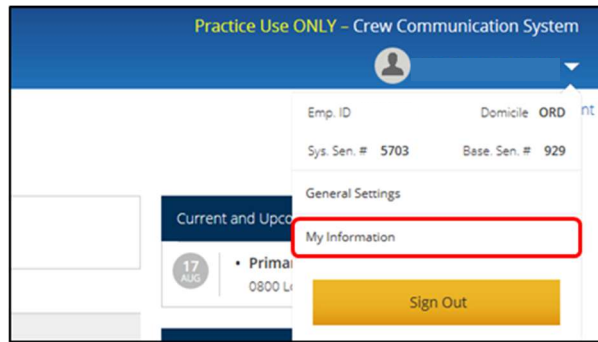 Practice Use ONLY – Crew Communication System
Emp. ID Domicile ORD
nt
Sys. Sen. # 5703 Base. Sen. # 929
General Settings
Current and Upco
My Information
17
AUG
• Prima
0800 Lo
Sign Out